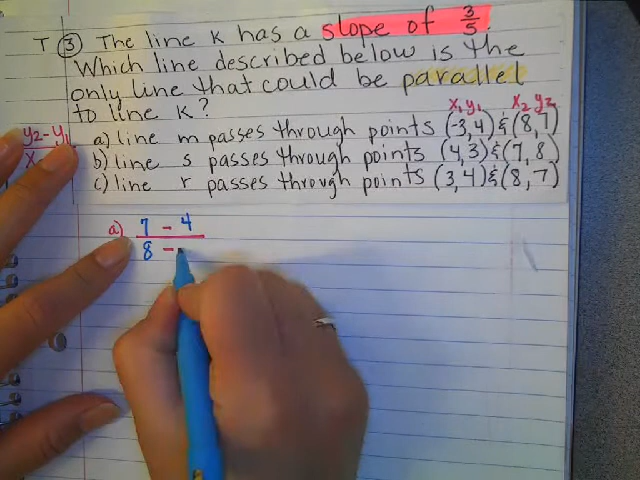 T ③ The line K has a slope of 3/5.
Which line described below is the
only line that could be parallel
to line K?
x₁ y₁ x₂ y₂
y₂-y₁
x
a) line m passes through points (-3,4) & (8,7)
b) line s passes through points (4,3) & (7,8)
c) line r passes through points (3,4) & (8,7)
a) 7 - 4
8 -